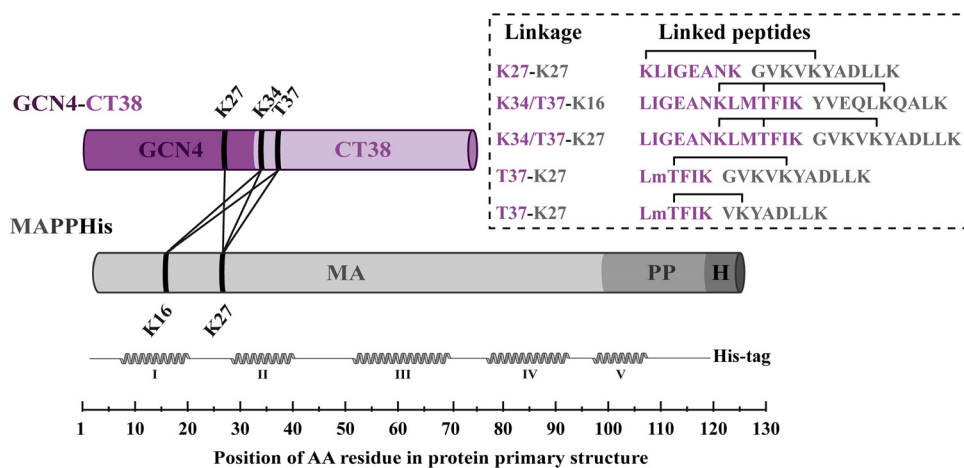 Linkage Linked peptides
K27-K27 KLIGEANK GVKVKYADLLK
K34/T37-K16 LIGEANKLMTFIK YVEQLKQALK
K34/T37-K27 LIGEANKLMTFIK GVKVKYADLLK
T37-K27 LmTFIK GVKVKYADLLK
T37-K27 LmTFIK VKYADLLK
GCN4-CT38
K27 K34 T37
GCN4 CT38
MAPPHis
MA PP H
K16 K27
His-tag
I II III IV V
1 10 20 30 40 50 60 70 80 90 100 110 120 130
Position of AA residue in protein primary structure